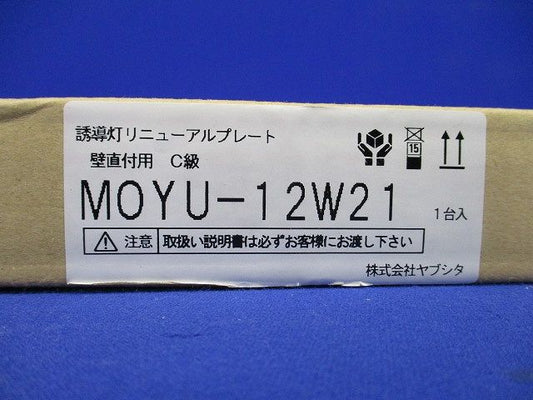 誘導灯リニューアルプレート
壁直付用 C級
15
MOYU-12W21 1台入
注意 取扱い説明書は必ずお客様にお渡し下さい
株式会社ヤブシタ